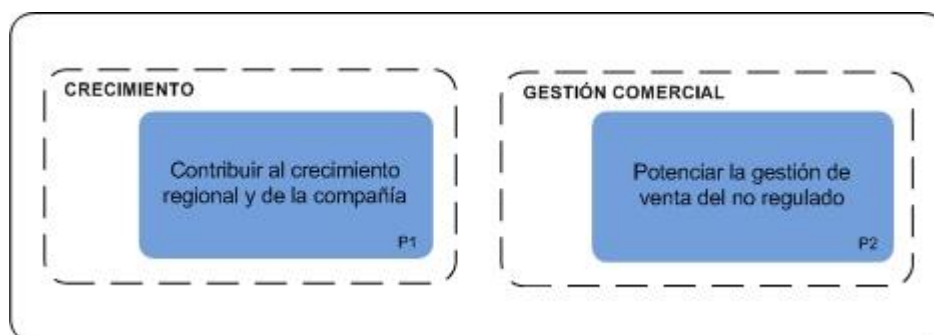 CRECIMIENTO
Contribuir al crecimiento
regional y de la compañía
P1
GESTIÓN COMERCIAL
Potenciar la gestión de
venta del no regulado
P2